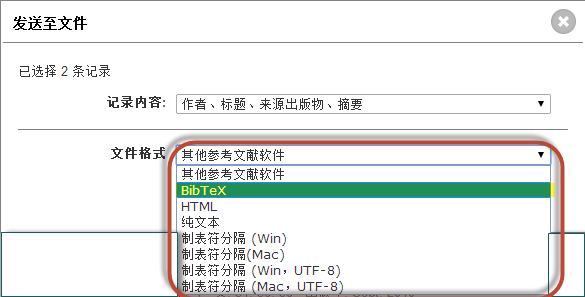 发送至文件
已选择 2 条记录
记录内容: 作者、标题、来源出版物、摘要
文件格式 其他参考文献软件
其他参考文献软件
BibTeX
HTML
纯文本
制表符分隔 (Win)
制表符分隔(Mac)
制表符分隔 (Win，UTF-8)
制表符分隔 (Mac，UTF-8)